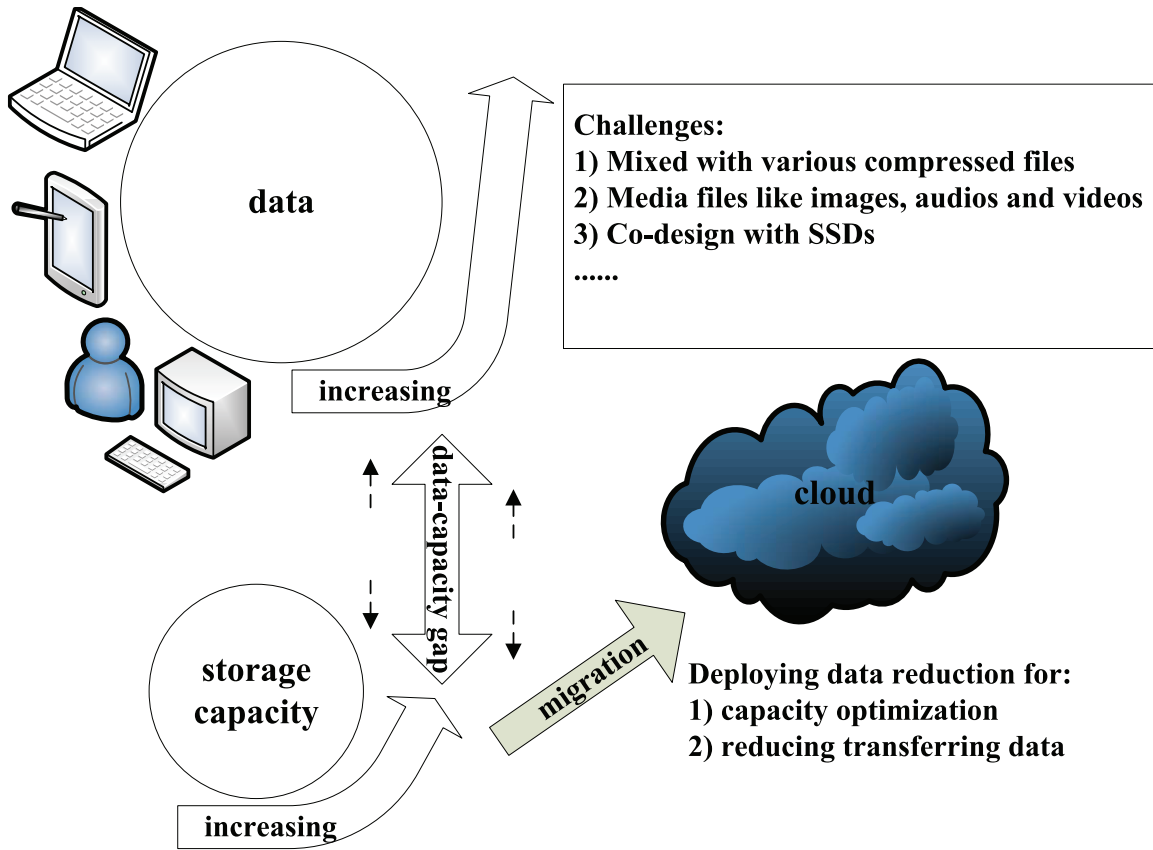 data
Challenges:
1) Mixed with various compressed files
2) Media files like images, audios and videos
3) Co-design with SSDs
......
increasing
data-capacity gap
cloud
storage
capacity
migration
Deploying data reduction for:
1) capacity optimization
2) reducing transferring data
increasing